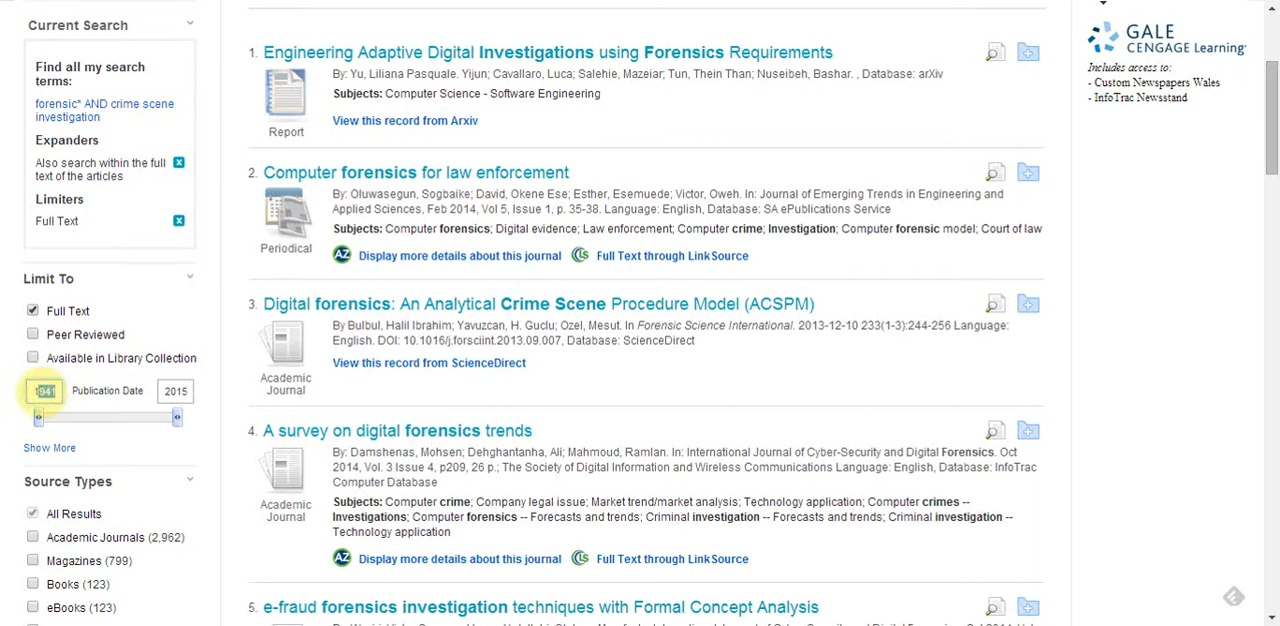 Current Search
Find all my search
terms:
forensic* AND crime scene
investigation
Expanders
Also search within the full
text of the articles
Limiters
Full Text
Limit To
Full Text
Peer Reviewed
Available in Library Collection
1941 Publication Date 2015
Show More
Source Types
All Results
Academic Journals (2,962)
Magazines (799)
Books (123)
eBooks (123)
1. Engineering Adaptive Digital Investigations using Forensics Requirements
By: Yu, Liliana Pasquale. Yijun; Cavallaro, Luca; Salehie, Mazeiar; Tun, Thein Than; Nuseibeh, Bashar. , Database: arXiv
Subjects: Computer Science - Software Engineering
View this record from Arxiv
Report
2. Computer forensics for law enforcement
By: Oluwasegun, Sogbaike; David, Okene Ese; Esther, Esemuede; Victor, Oweh. In: Journal of Emerging Trends in Engineering and
Applied Sciences, Feb 2014, Vol 5, Issue 1, p. 35-38. Language: English, Database: SA ePublications Service
Subjects: Computer forensics; Digital evidence; Law enforcement; Computer crime; Investigation; Computer forensic model; Court of law
Periodical
AZ Display more details about this journal CLS Full Text through LinkSource
3. Digital forensics: An Analytical Crime Scene Procedure Model (ACSPM)
By Bulbul, Halil Ibrahim; Yavuzcan, H. Guclu; Ozel, Mesut. In Forensic Science International. 2013-12-10 233(1-3):244-256 Language:
English. DOI: 10.1016/j.forsciint.2013.09.007, Database: ScienceDirect
View this record from ScienceDirect
Academic
Journal
4. A survey on digital forensics trends
By: Damshenas, Mohsen; Dehghantanha, Ali; Mahmoud, Ramlan. In: International Journal of Cyber-Security and Digital Forensics. Oct
2014, Vol. 3 Issue 4, p209, 26 p.; The Society of Digital Information and Wireless Communications Language: English, Database: InfoTrac
Computer Database
Subjects: Computer crime; Company legal issue; Market trend/market analysis; Technology application; Computer crimes --
Investigations; Computer forensics -- Forecasts and trends; Criminal investigation -- Forecasts and trends; Criminal investigation --
Technology application
Academic
Journal
AZ Display more details about this journal CLS Full Text through LinkSource
5. e-fraud forensics investigation techniques with Formal Concept Analysis
GALE
CENGAGE Learning
Includes access to:
- Custom Newspapers Wales
- InfoTrac Newsstand